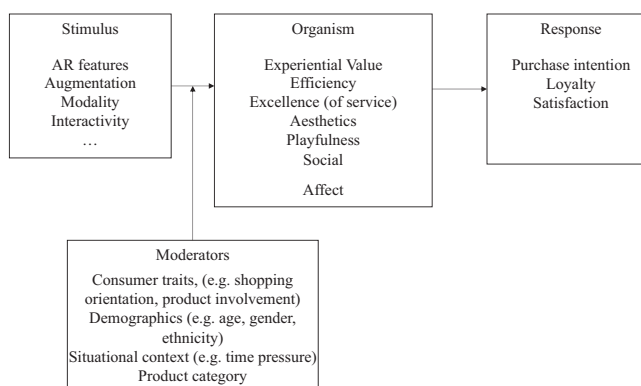 Stimulus
AR features
Augmentation
Modality
Interactivity
…
Organism
Experiential Value
Efficiency
Excellence (of service)
Aesthetics
Playfulness
Social
Affect
Response
Purchase intention
Loyalty
Satisfaction
Moderators
Consumer traits, (e.g. shopping
orientation, product involvement)
Demographics (e.g. age, gender,
ethnicity)
Situational context (e.g. time pressure)
Product category